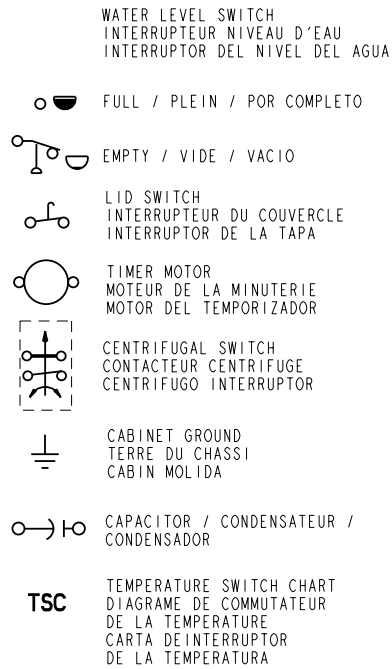 WATER LEVEL SWITCH
INTERRUPTEUR NIVEAU D'EAU
INTERRUPTOR DEL NIVEL DEL AGUA
FULL / PLEIN / POR COMPLETO
EMPTY / VIDE / VACIO
LID SWITCH
INTERRUPTEUR DU COUVERCLE
INTERRUPTOR DE LA TAPA
TIMER MOTOR
MOTEUR DE LA MINUTERIE
MOTOR DEL TEMPORIZADOR
CENTRIFUGAL SWITCH
CONTACTEUR CENTRIFUGE
CENTRIFUGO INTERRUPTOR
CABINET GROUND
TERRE DU CHASSI
CABIN MOLIDA
CAPACITOR / CONDENSATEUR /
CONDENSADOR
TSC
TEMPERATURE SWITCH CHART
DIAGRAME DE COMMUTATEUR
DE LA TEMPERATURE
CARTA DEINTERRUPTOR
DE LA TEMPERATURA